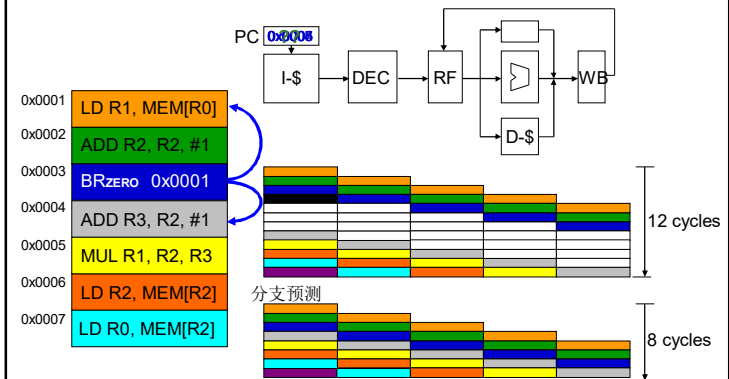 PC
I-$
DEC
RF
WB
D-$
0x0001
LD R1, MEM[R0]
0x0002
ADD R2, R2, #1
0x0003
BRZERO 0x0001
0x0004
ADD R3, R2, #1
0x0005
MUL R1, R2, R3
0x0006
LD R2, MEM[R2]
0x0007
LD R0, MEM[R2]
12 cycles
分支预测
8 cycles